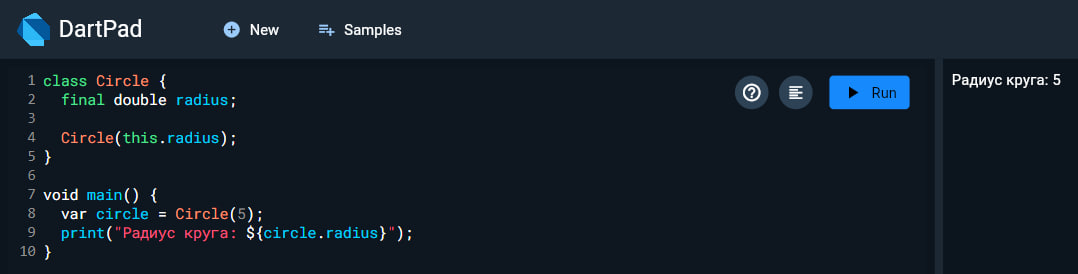 DartPad
New
Samples
1 class Circle {
2   final double radius;
3
4   Circle(this.radius);
5 }
6
7 void main() {
8   var circle = Circle(5);
9   print("Радиус круга: ${circle.radius}");
10 }
Run
Радиус круга: 5